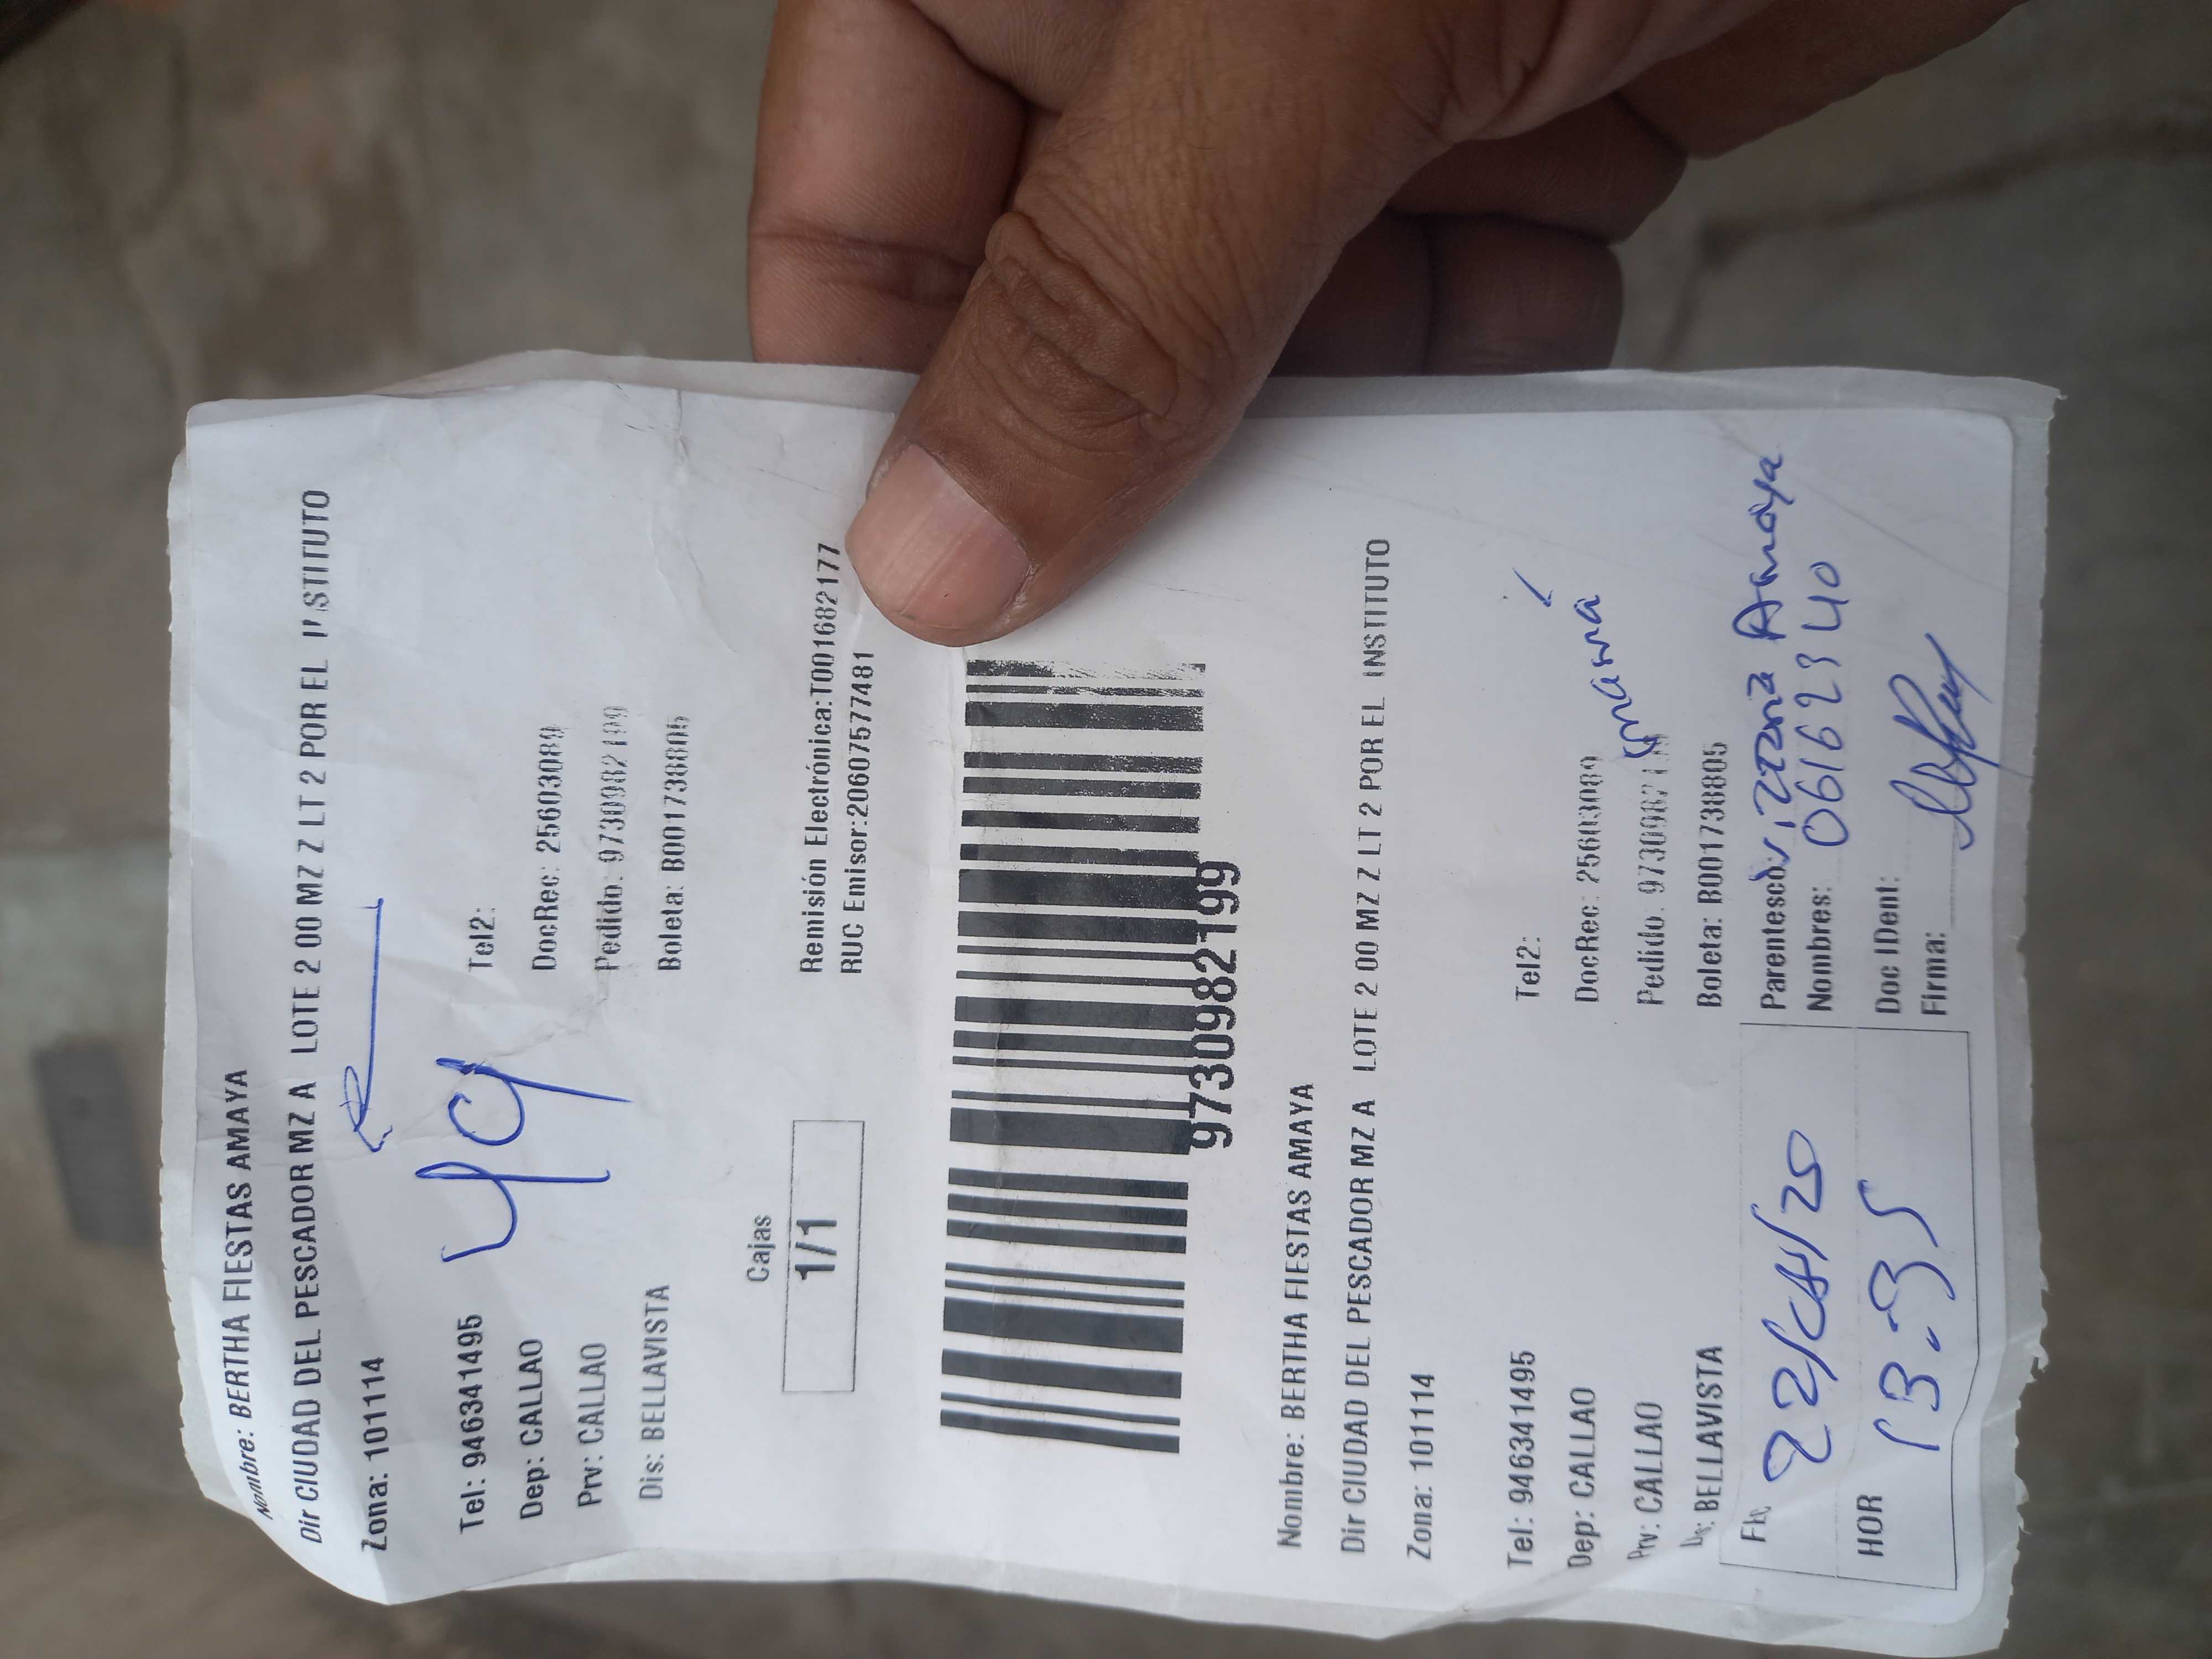 Nombre: BERTHA FIESTAS AMAYA
Dir CIUDAD DEL PESCADOR MZ A LOTE 2 00 MZ Z LT 2 POR EL INSTITUTO
Zona: 101114
49
Tel: 946341495 Tel2:
Dep: CALLAO DocRec: 25603089
Prv: CALLAO Pedido: 9730982199
Dis: BELLAVISTA Boleta: B001738805
Cajas
1/1
Remisión Electrónica:T001682177
RUC Emisor:20607577481
9730982199
Nombre: BERTHA FIESTAS AMAYA
Dir CIUDAD DEL PESCADOR MZ A LOTE 2 00 MZ Z LT 2 POR EL INSTITUTO
Zona: 101114
Tel: 946341495 Tel2:
Dep: CALLAO DocRec: 25603089
Prv: CALLAO Pedido: 97309821
Dis: BELLAVISTA Boleta: B001738805
Parentesco: Amaya
Nombres: 06162340
Doc IDent:
Firma:
22/ /25
HOR 13:35